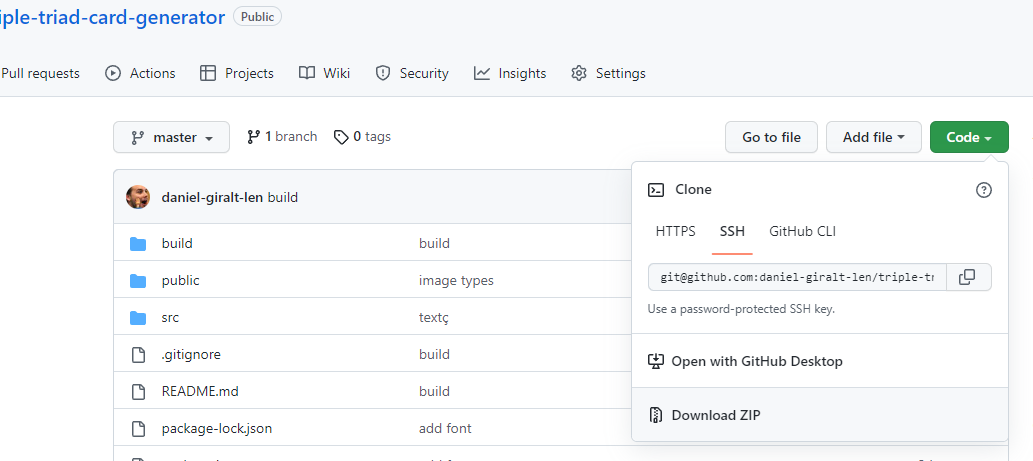 iple-triad-card-generator Public
Pull requests Actions Projects Wiki Security Insights Settings
master 1 branch 0 tags Go to file Add file Code
daniel-giralt-len build
Clone
HTTPS SSH GitHub CLI
git@github.com:daniel-giralt-len/triple-tr
Use a password-protected SSH key.
Open with GitHub Desktop
Download ZIP
build build
public image types
src textç
.gitignore build
README.md build
package-lock.json add font